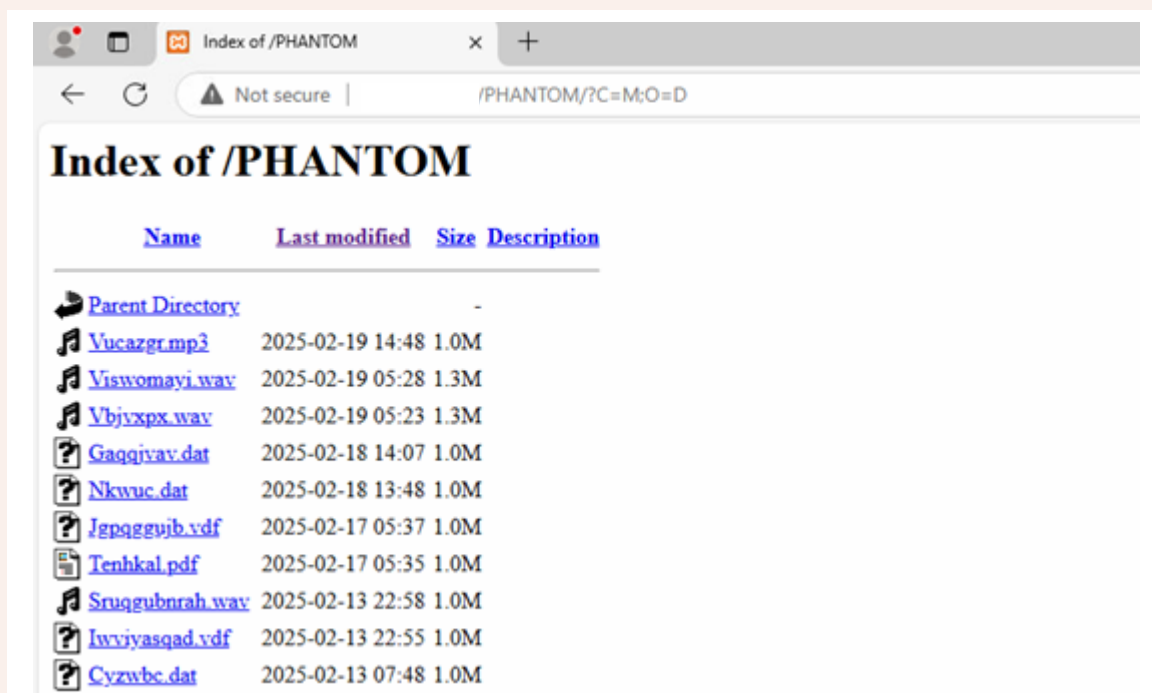 Index of /PHANTOM
Not secure | /PHANTOM/?C=M;O=D
Index of /PHANTOM
Name Last modified Size Description
Parent Directory -
Vucazgr.mp3 2025-02-19 14:48 1.0M
Viswomayi.wav 2025-02-19 05:28 1.3M
Vbjvxpx.wav 2025-02-19 05:23 1.3M
Gaqqjvav.dat 2025-02-18 14:07 1.0M
Nkwuc.dat 2025-02-18 13:48 1.0M
Jgpqggujb.vdf 2025-02-17 05:37 1.0M
Tenhkal.pdf 2025-02-17 05:35 1.0M
Sruqgubnrah.wav 2025-02-13 22:58 1.0M
Iwviyasqad.vdf 2025-02-13 22:55 1.0M
Cyzwbc.dat 2025-02-13 07:48 1.0M